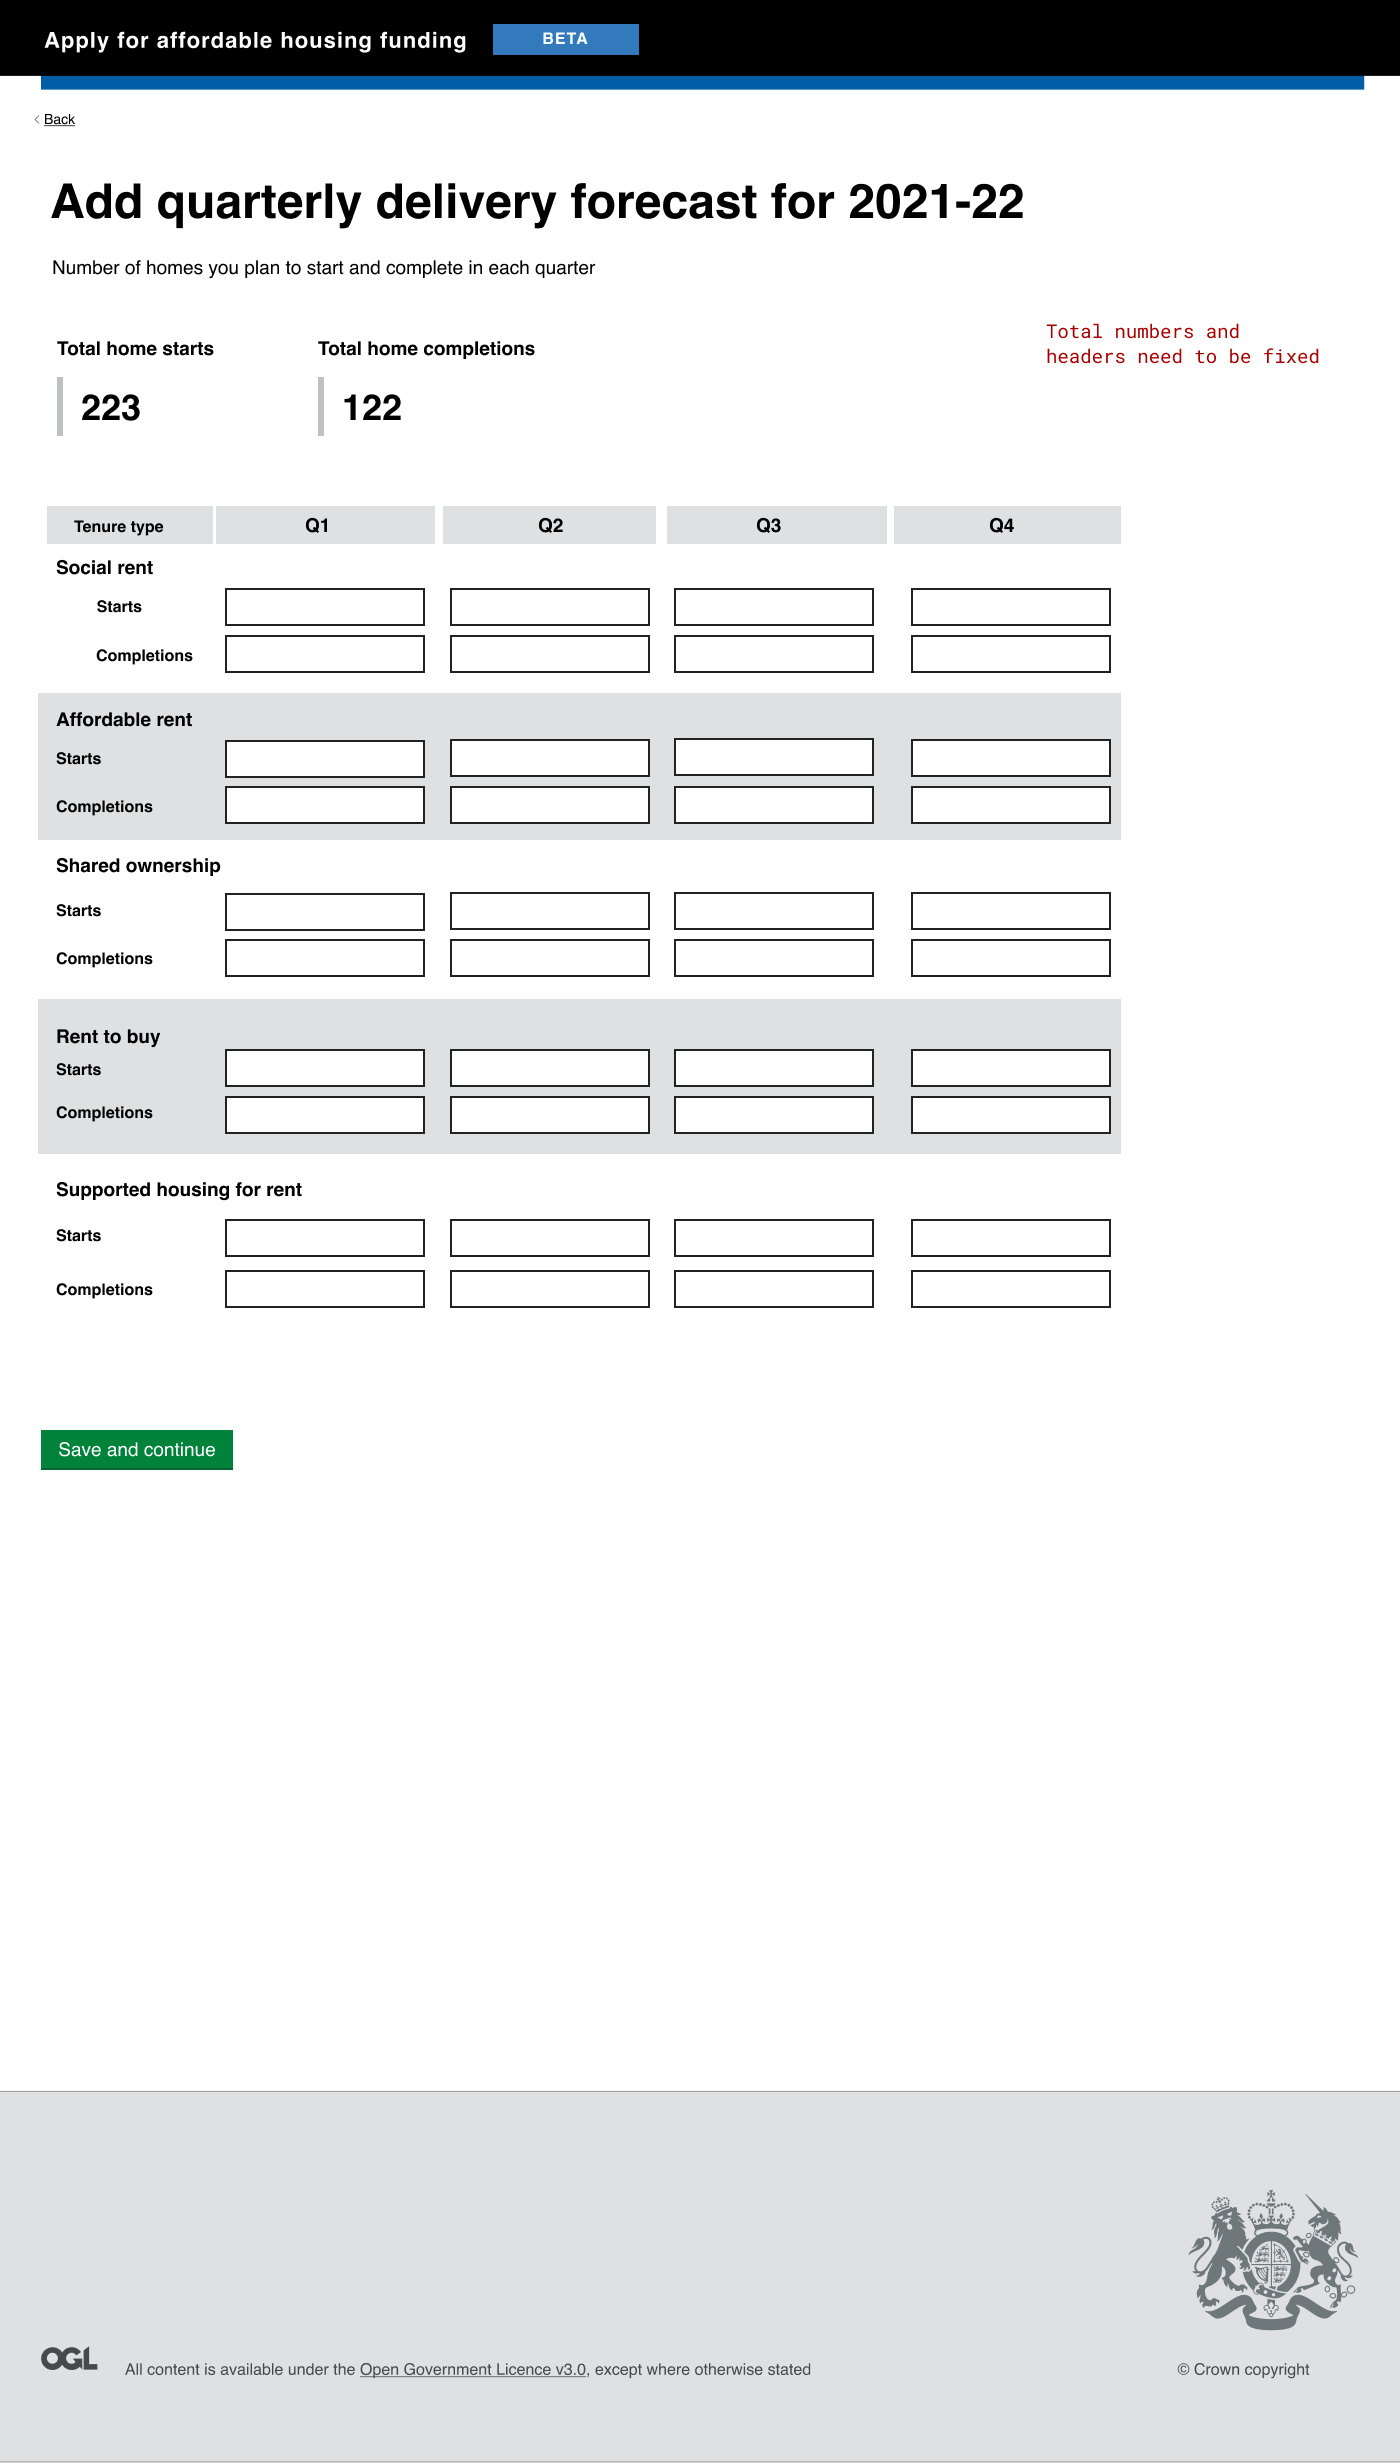 Apply for affordable housing funding BETA
< Back
Add quarterly delivery forecast for 2021-22
Number of homes you plan to start and complete in each quarter
Total numbers and
headers need to be fixed
Total home starts Total home completions
223 122
Tenure type Q1 Q2 Q3 Q4
Social rent
Starts
Completions
Affordable rent
Starts
Completions
Shared ownership
Starts
Completions
Rent to buy
Starts
Completions
Supported housing for rent
Starts
Completions
Save and continue
OGL All content is available under the Open Government Licence v3.0, except where otherwise stated © Crown copyright